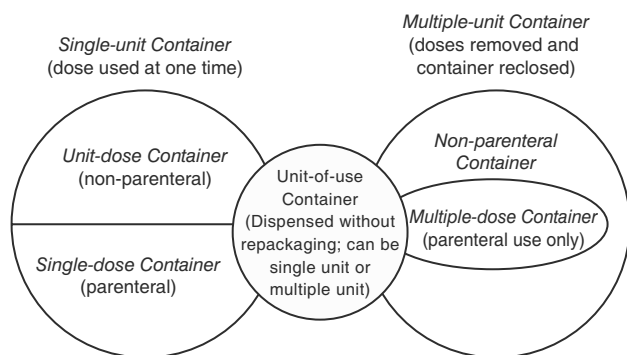 Single-unit Container
(dose used at one time)
Multiple-unit Container
(doses removed and
container reclosed)
Unit-dose Container
(non-parenteral)
Single-dose Container
(parenteral)
Unit-of-use
Container
(Dispensed without
repackaging; can be
single unit or
multiple unit)
Non-parenteral
Container
Multiple-dose Container
(parenteral use only)